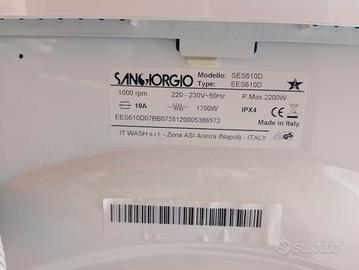 SANGIORGIO Modello: SES610D
Type: EES610D
1000 rpm 220 - 230V~50Hz P.Max.2200W
10A 1700W IPX4
Made in Italy
EES610D07BB0735120005386572
IT WASH s.r.l. - Zona ASI Acerra (Napoli) - ITALY
subito